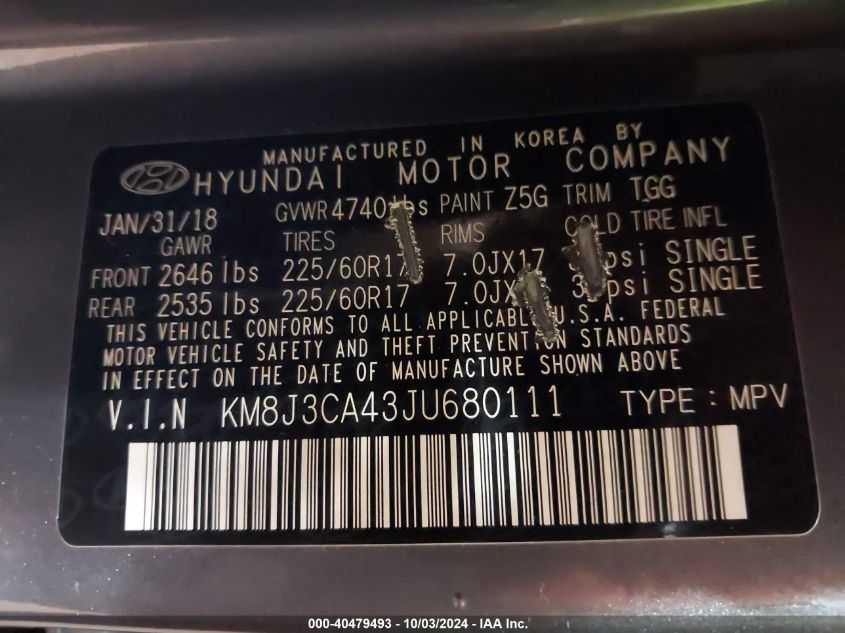 MANUFACTURED IN KOREA BY
HYUNDAI MOTOR COMPANY
JAN/31/18 GVWR 4740 lbs PAINT Z5G TRIM TGG
GAWR TIRES RIMS COLD TIRE INFL
FRONT 2646 lbs 225/60R17 7.0JX17 psi SINGLE
REAR 2535 lbs 225/60R17 psi SINGLE
THIS VEHICLE CONFORMS TO ALL APPLICABLE U.S.A. FEDERAL
MOTOR VEHICLE SAFETY AND THEFT PREVENTION STANDARDS
IN EFFECT ON THE DATE OF MANUFACTURE SHOWN ABOVE
V.I.N KM8J3CA43JU680111 TYPE : MPV
000-40479493 - 10/03/2024 - IAA Inc.